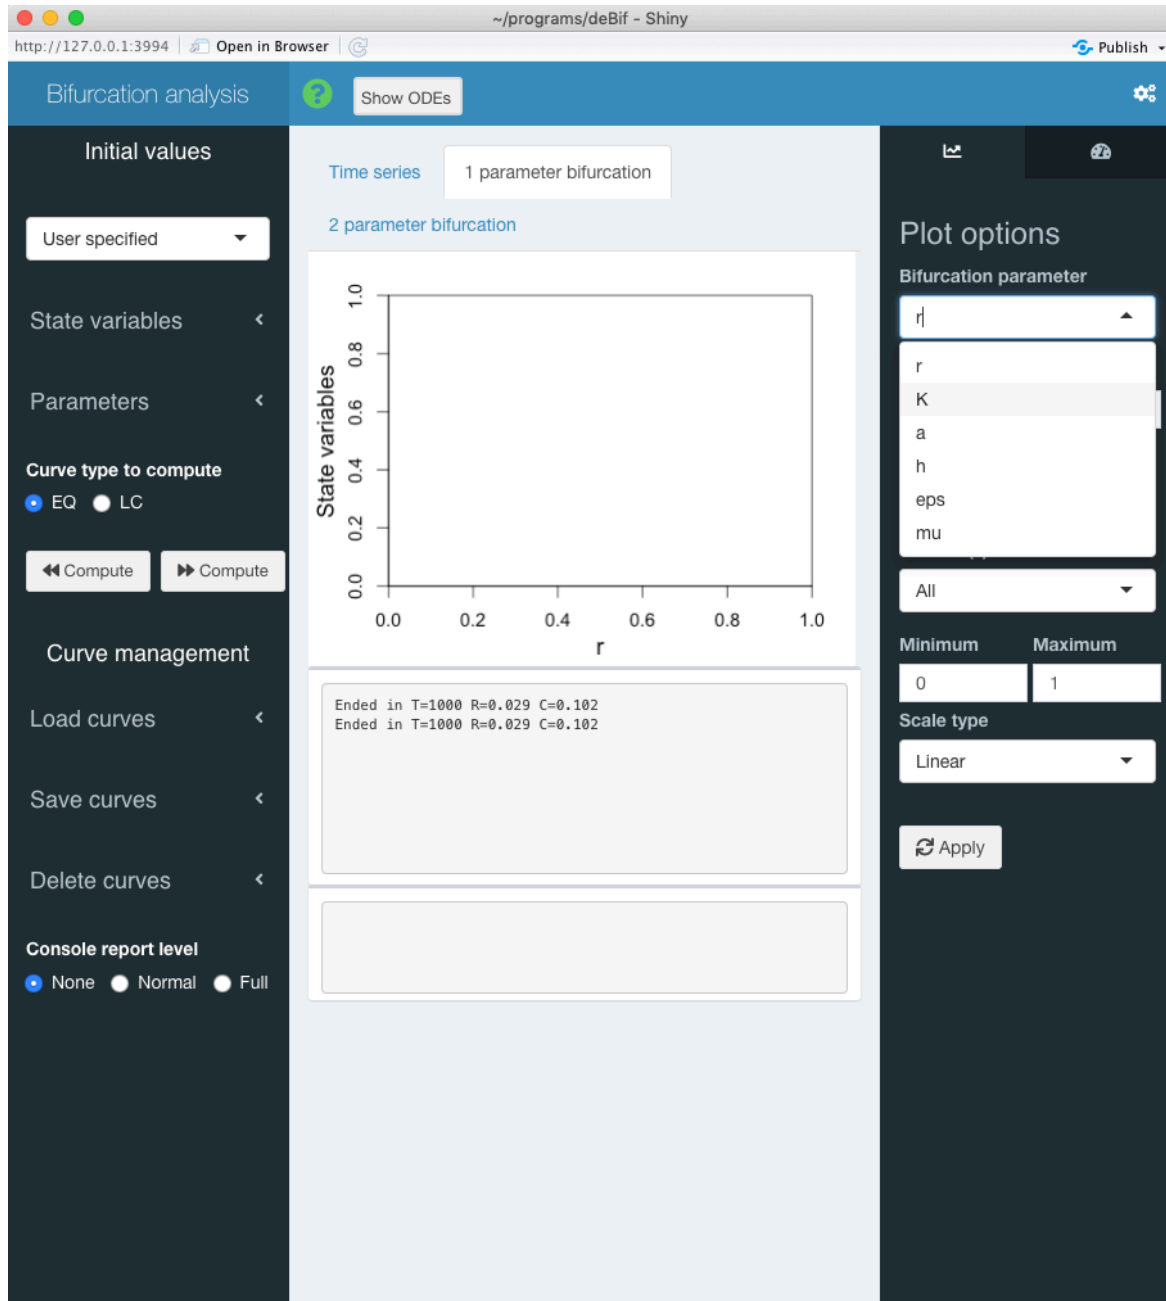 ~/programs/deBif - Shiny
http://127.0.0.1:3994 Open in Browser Publish
Bifurcation analysis
? Show ODEs
Initial values
User specified
State variables
Parameters
Curve type to compute
EQ LC
Compute Compute
Curve management
Load curves
Save curves
Delete curves
Console report level
None Normal Full
Time series 1 parameter bifurcation
2 parameter bifurcation
State variables
1.0
0.8
0.6
0.4
0.2
0.0
0.0 0.2 0.4 0.6 0.8 1.0
r
Ended in T=1000 R=0.029 C=0.102
Ended in T=1000 R=0.029 C=0.102
Plot options
Bifurcation parameter
r
r
K
a
h
eps
mu
All
Minimum Maximum
0 1
Scale type
Linear
Apply